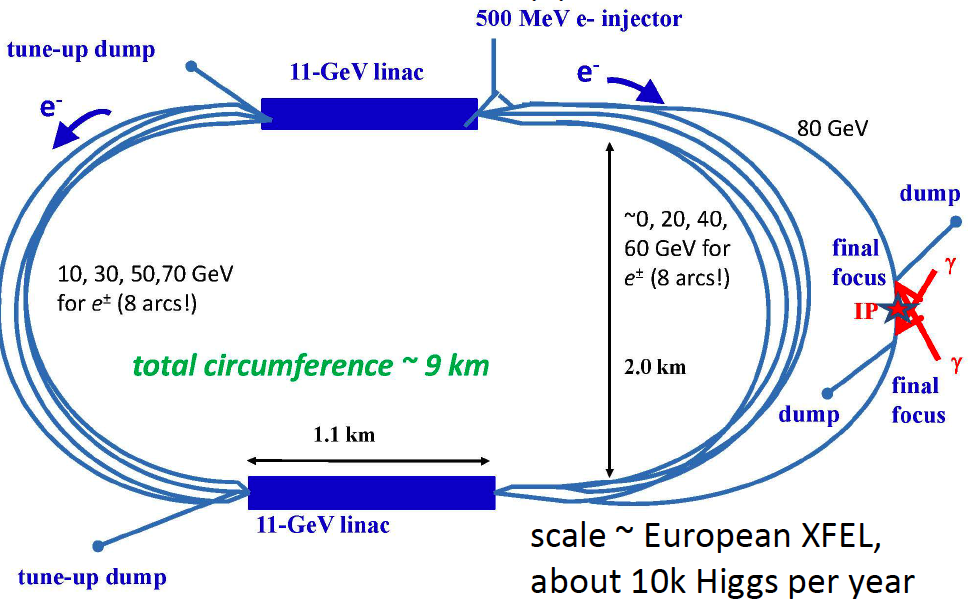 500 MeV e- injector
tune-up dump
11-GeV linac
e-
e-
80 GeV
dump
~0, 20, 40,
60 GeV for
e± (8 arcs!)
final
focus
γ
10, 30, 50,70 GeV
for e± (8 arcs!)
IP
total circumference ~ 9 km
2.0 km
γ
final
focus
dump
1.1 km
11-GeV linac
scale ~ European XFEL,
about 10k Higgs per year
tune-up dump